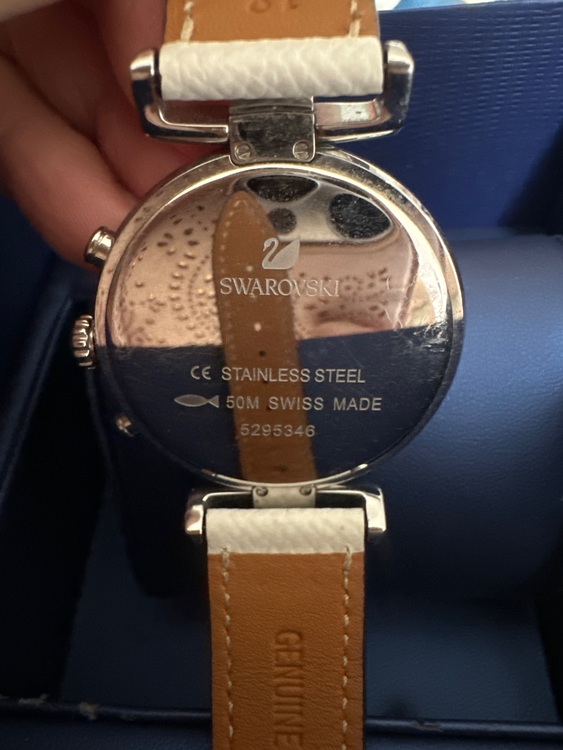 SWAROVSKI
CE STAINLESS STEEL
50M SWISS MADE
5295346
GENUINE